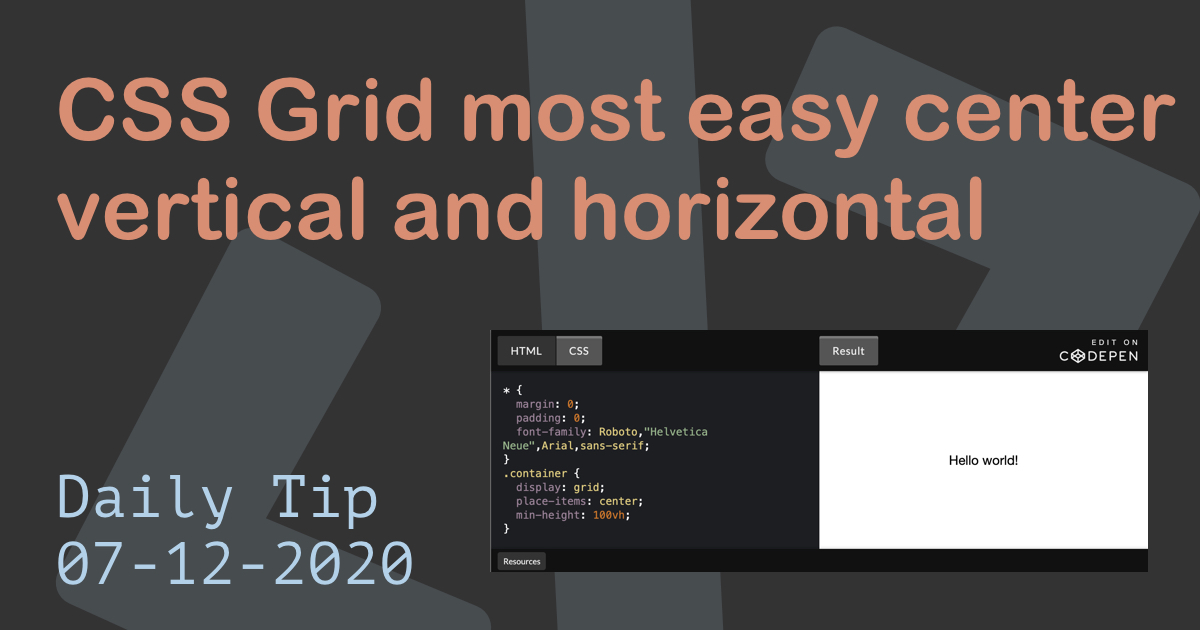 CSS Grid most easy center
vertical and horizontal
HTML CSS Result EDIT ON
CODEPEN
* {
margin: 0;
padding: 0;
font-family: Roboto,"Helvetica
Neue",Arial,sans-serif;
}
.container {
display: grid;
place-items: center;
min-height: 100vh;
}
Hello world!
Resources
Daily Tip
07-12-2020